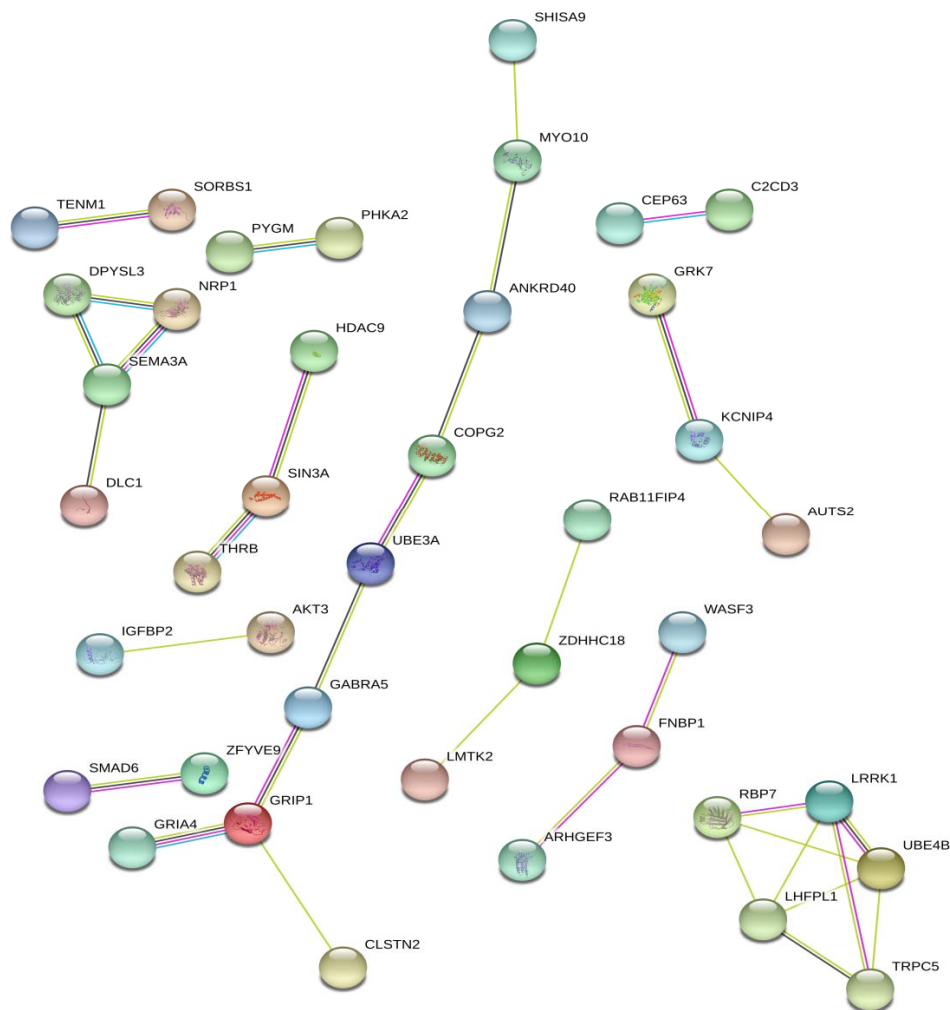 SHISA9
MYO10
SORBS1
C2CD3
CEP63
TENM1
PHKA2
PYGM
GRK7
DPYSL3
NRP1
ANKRD40
HDAC9
SEMA3A
COPG2
KCNIP4
SIN3A
DLC1
RAB11FIP4
AUTS2
UBE3A
THRB
AKT3
WASF3
IGFBP2
ZDHHC18
GABRA5
FNBP1
ZFYVE9
LMTK2
SMAD6
LRRK1
RBP7
GRIP1
GRIA4
ARHGEF3
UBE4B
LHFPL1
CLSTN2
TRPC5